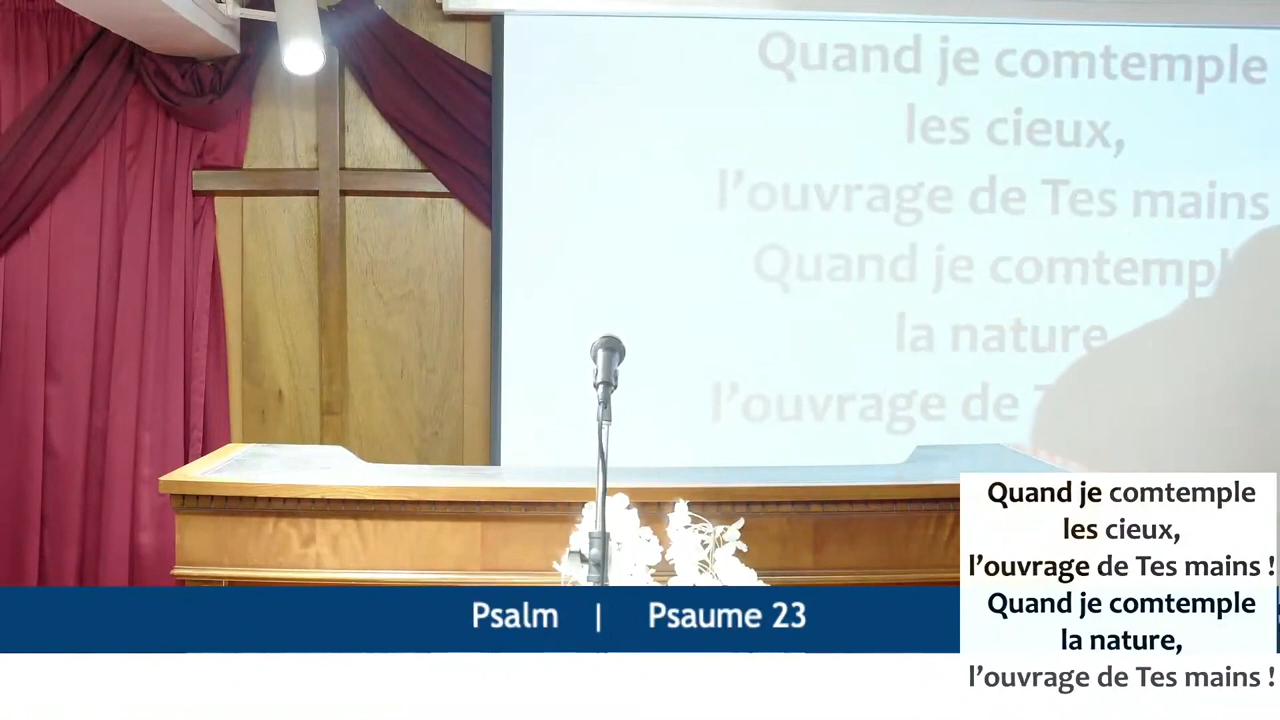 Quand je comtemple
les cieux,
l’ouvrage de Tes mains
Quand je comtempl
la nature
l’ouvrage de
Psalm | Psaume 23
Quand je comtemple
les cieux,
l’ouvrage de Tes mains !
Quand je comtemple
la nature,
l’ouvrage de Tes mains !